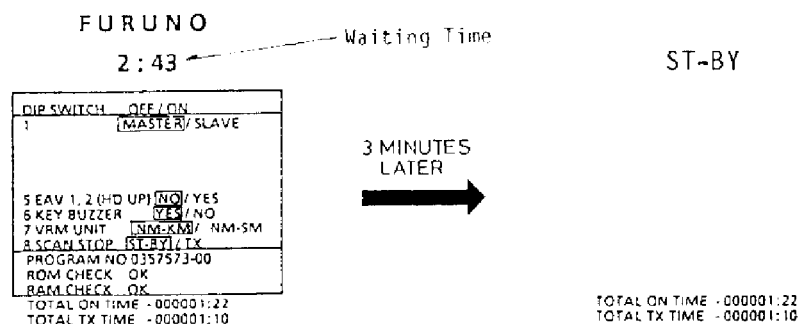 FURUNO
2:43
Waiting Time
DIP SWITCH OFF / ON
1 MASTER / SLAVE
5 EAV 1, 2 (HD UP) NO / YES
6 KEY BUZZER YES / NO
7 VRM UNIT NM-KM / NM-SM
8 SCAN STOP ST-BY / TX
PROGRAM NO 0357573-00
ROM CHECK OK
RAM CHECK OK
TOTAL ON TIME - 000001:22
TOTAL TX TIME - 000001:10
3 MINUTES
LATER
ST-BY
TOTAL ON TIME - 000001:22
TOTAL TX TIME - 000001:10